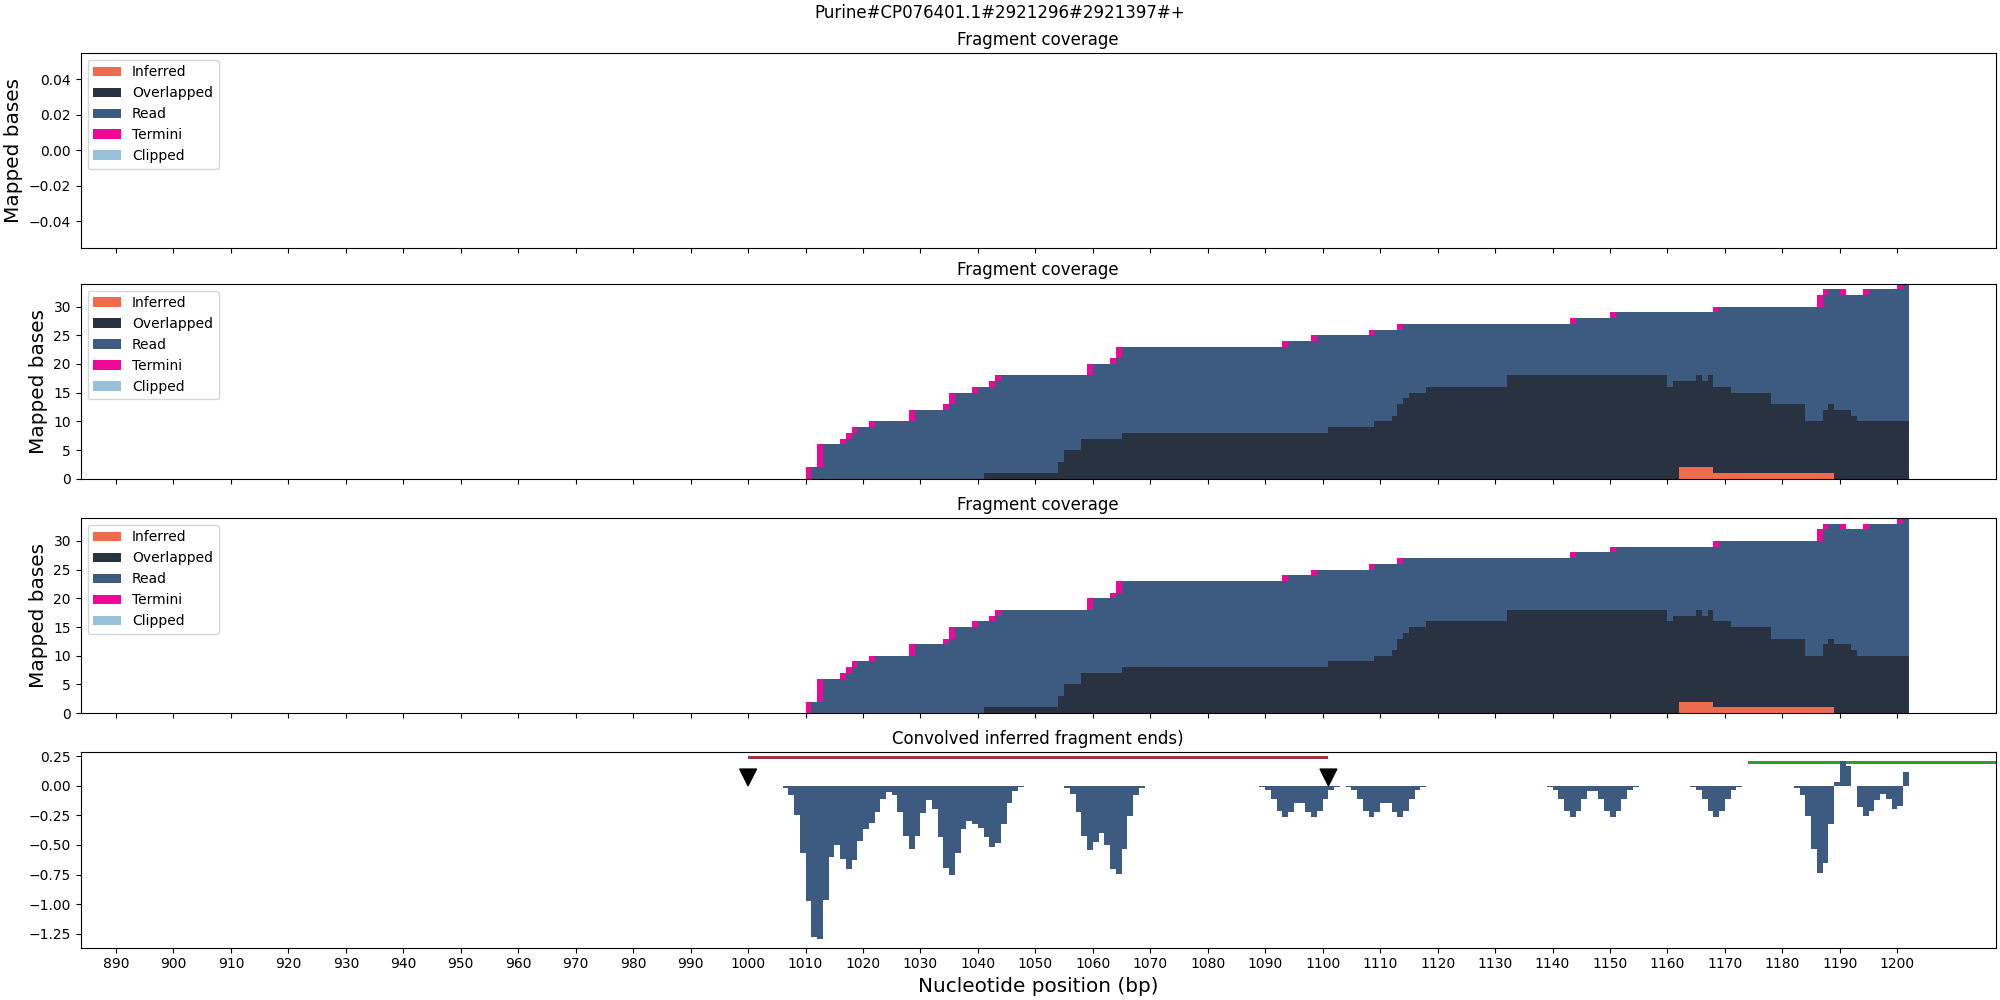 Purine#CP076401.1#2921296#2921397#+
Fragment coverage
Mapped bases
0.04
0.02
0.00
−0.02
−0.04
Inferred
Overlapped
Read
Termini
Clipped
Fragment coverage
Mapped bases
30
25
20
15
10
5
0
Inferred
Overlapped
Read
Termini
Clipped
Fragment coverage
Mapped bases
30
25
20
15
10
5
0
Inferred
Overlapped
Read
Termini
Clipped
Convolved inferred fragment ends)
0.25
0.00
−0.25
−0.50
−0.75
−1.00
−1.25
890 900 910 920 930 940 950 960 970 980 990 1000 1010 1020 1030 1040 1050 1060 1070 1080 1090 1100 1110 1120 1130 1140 1150 1160 1170 1180 1190 1200
Nucleotide position (bp)